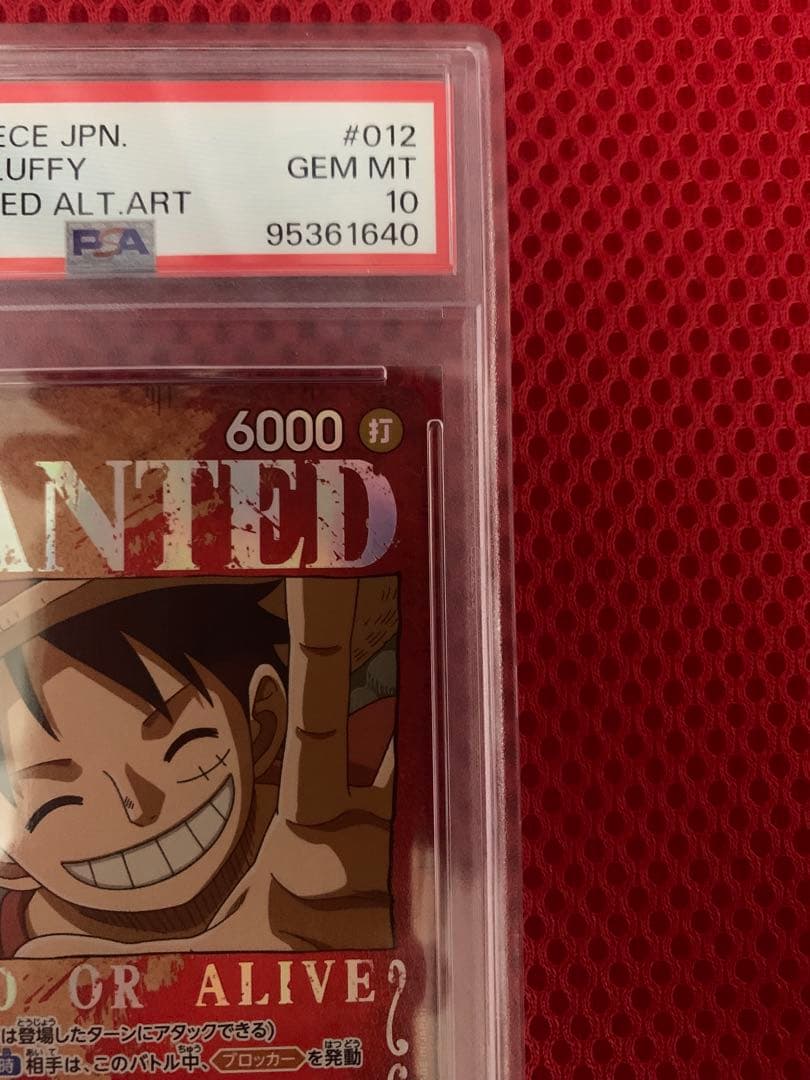 ECE JPN. #012
LUFFY GEM MT
ED ALT.ART 10
PSA 95361640
6000 打
ANTED
OR ALIVE
は登場したターンにアタックできる)
時 相手は、このバトル中、ブロッカーを発動